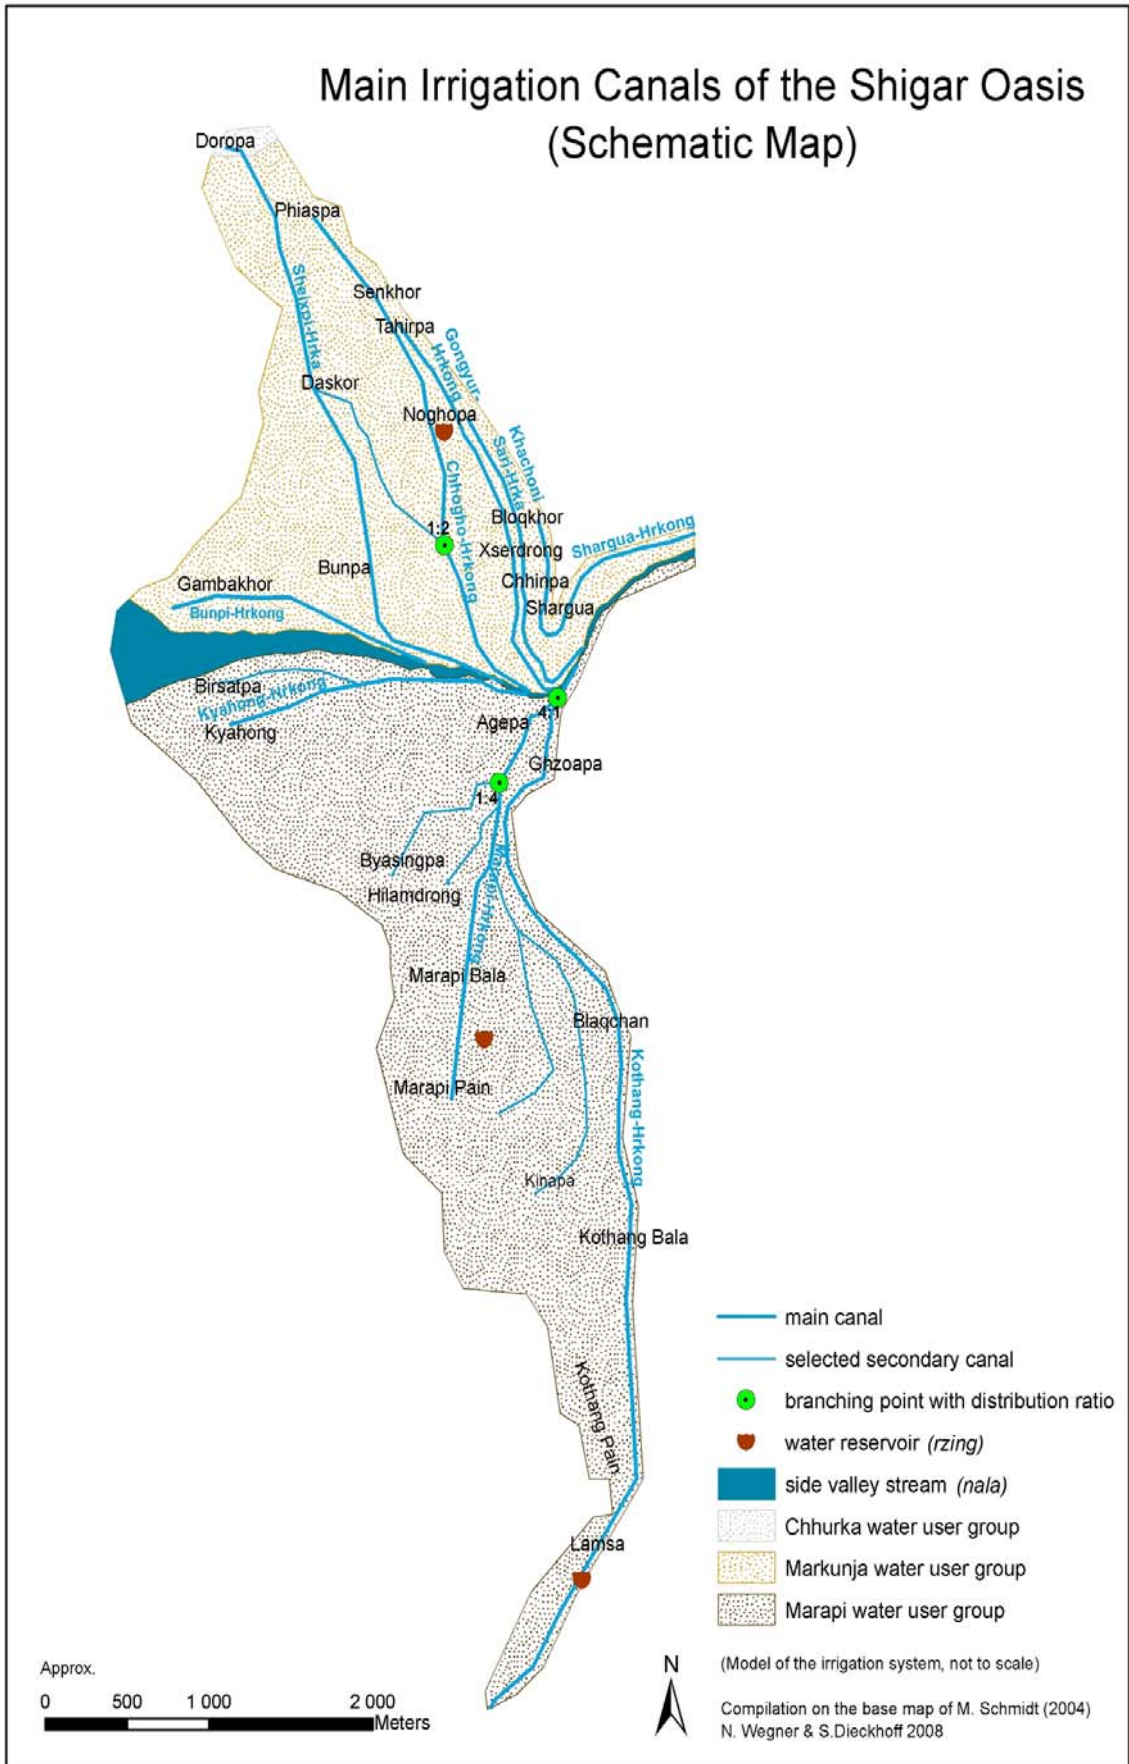 Main Irrigation Canals of the Shigar Oasis
(Schematic Map)
Doropa
Phiaspa
Senkhor
Tahirpa
Sheixpi-Hrka
Gongyur-
Hrkong
Daskor
Noghopa
Khachoni
Sari-Hrka
Chhogho-Hrkong
Bloqkhor
1:2
Xserdrong
Shargua-Hrkong
Bunpa
Chhinpa
Gambakhor
Shargua
Bunpi-Hrkong
Birsatpa
Kyahong-Hrkong
4:1
Agepa
Kyahong
Ghzoapa
1:4
Byasingpa
Hilamdrong
Marapi-Hrkong
Marapi Bala
Blaqchan
Marapi Pain
Kothang-Hrkong
Kinapa
Kothang Bala
Kothang Pain
Lamsa
main canal
selected secondary canal
branching point with distribution ratio
water reservoir (rzing)
side valley stream (nala)
Chhurka water user group
Markunja water user group
Marapi water user group
N
(Model of the irrigation system, not to scale)
Compilation on the base map of M. Schmidt (2004)
N. Wegner & S.Dieckhoff 2008
Approx.
0 500 1 000 2 000
Meters